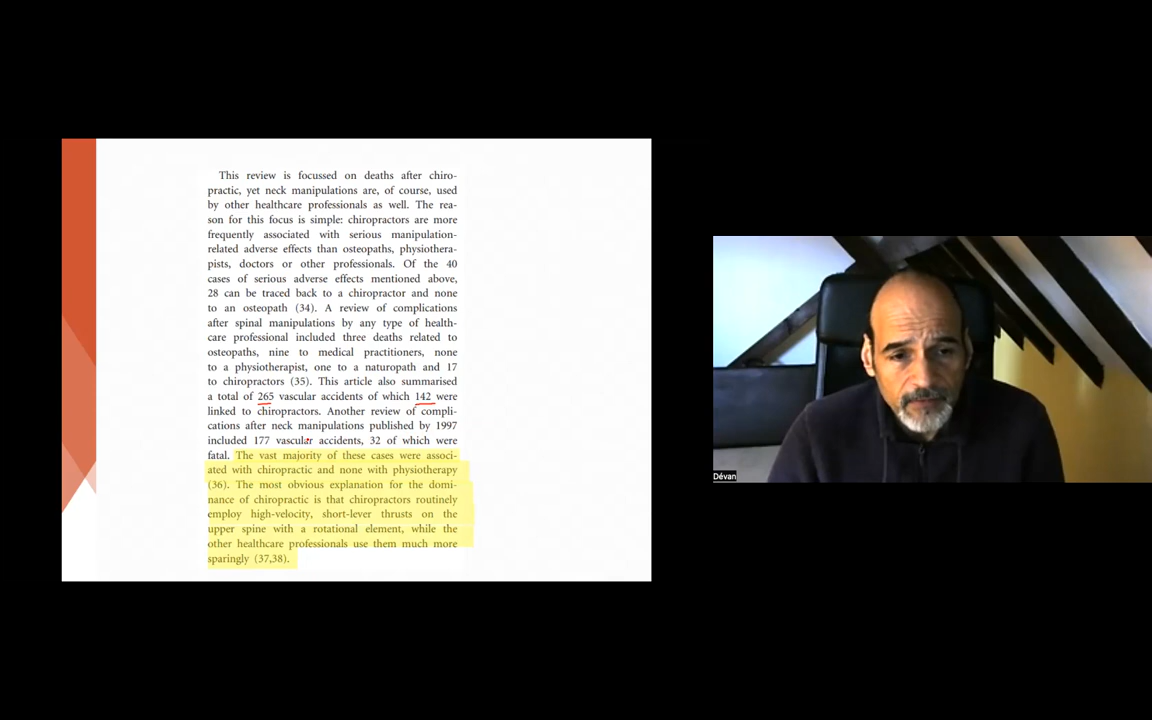 This review is focussed on deaths after chiro-
practic, yet neck manipulations are, of course, used
by other healthcare professionals as well. The rea-
son for this focus is simple: chiropractors are more
frequently associated with serious manipulation-
related adverse effects than osteopaths, physiothera-
pists, doctors or other professionals. Of the 40
cases of serious adverse effects mentioned above,
28 can be traced back to a chiropractor and none
to an osteopath (34). A review of complications
after spinal manipulations by any type of health-
care professional included three deaths related to
osteopaths, nine to medical practitioners, none
to a physiotherapist, one to a naturopath and 17
to chiropractors (35). This article also summarised
a total of 265 vascular accidents of which 142 were
linked to chiropractors. Another review of compli-
cations after neck manipulations published by 1997
included 177 vascular accidents, 32 of which were
fatal. The vast majority of these cases were associ-
ated with chiropractic and none with physiotherapy
(36). The most obvious explanation for the domi-
nance of chiropractic is that chiropractors routinely
employ high-velocity, short-lever thrusts on the
upper spine with a rotational element, while the
other healthcare professionals use them much more
sparingly (37,38).
Dévan